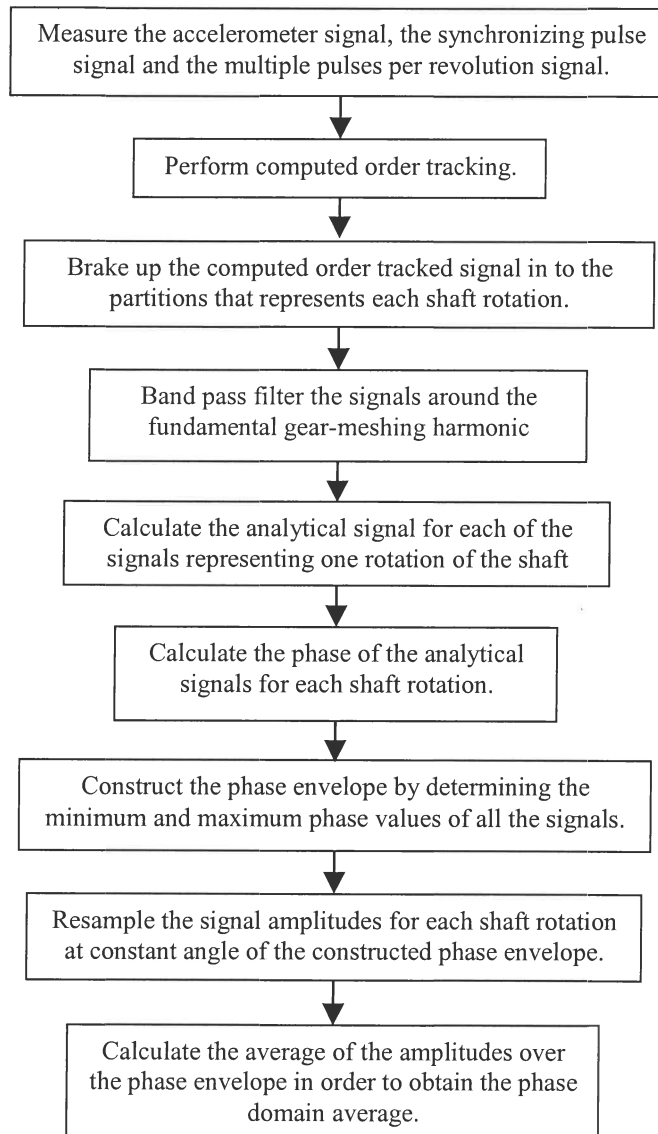 Measure the accelerometer signal, the synchronizing pulse
signal and the multiple pulses per revolution signal.
Perform computed order tracking.
Brake up the computed order tracked signal in to the
partitions that represents each shaft rotation.
Band pass filter the signals around the
fundamental gear-meshing harmonic
Calculate the analytical signal for each of the
signals representing one rotation of the shaft
Calculate the phase of the analytical
signals for each shaft rotation.
Construct the phase envelope by determining the
minimum and maximum phase values of all the signals.
Resample the signal amplitudes for each shaft rotation
at constant angle of the constructed phase envelope.
Calculate the average of the amplitudes over
the phase envelope in order to obtain the phase
domain average.